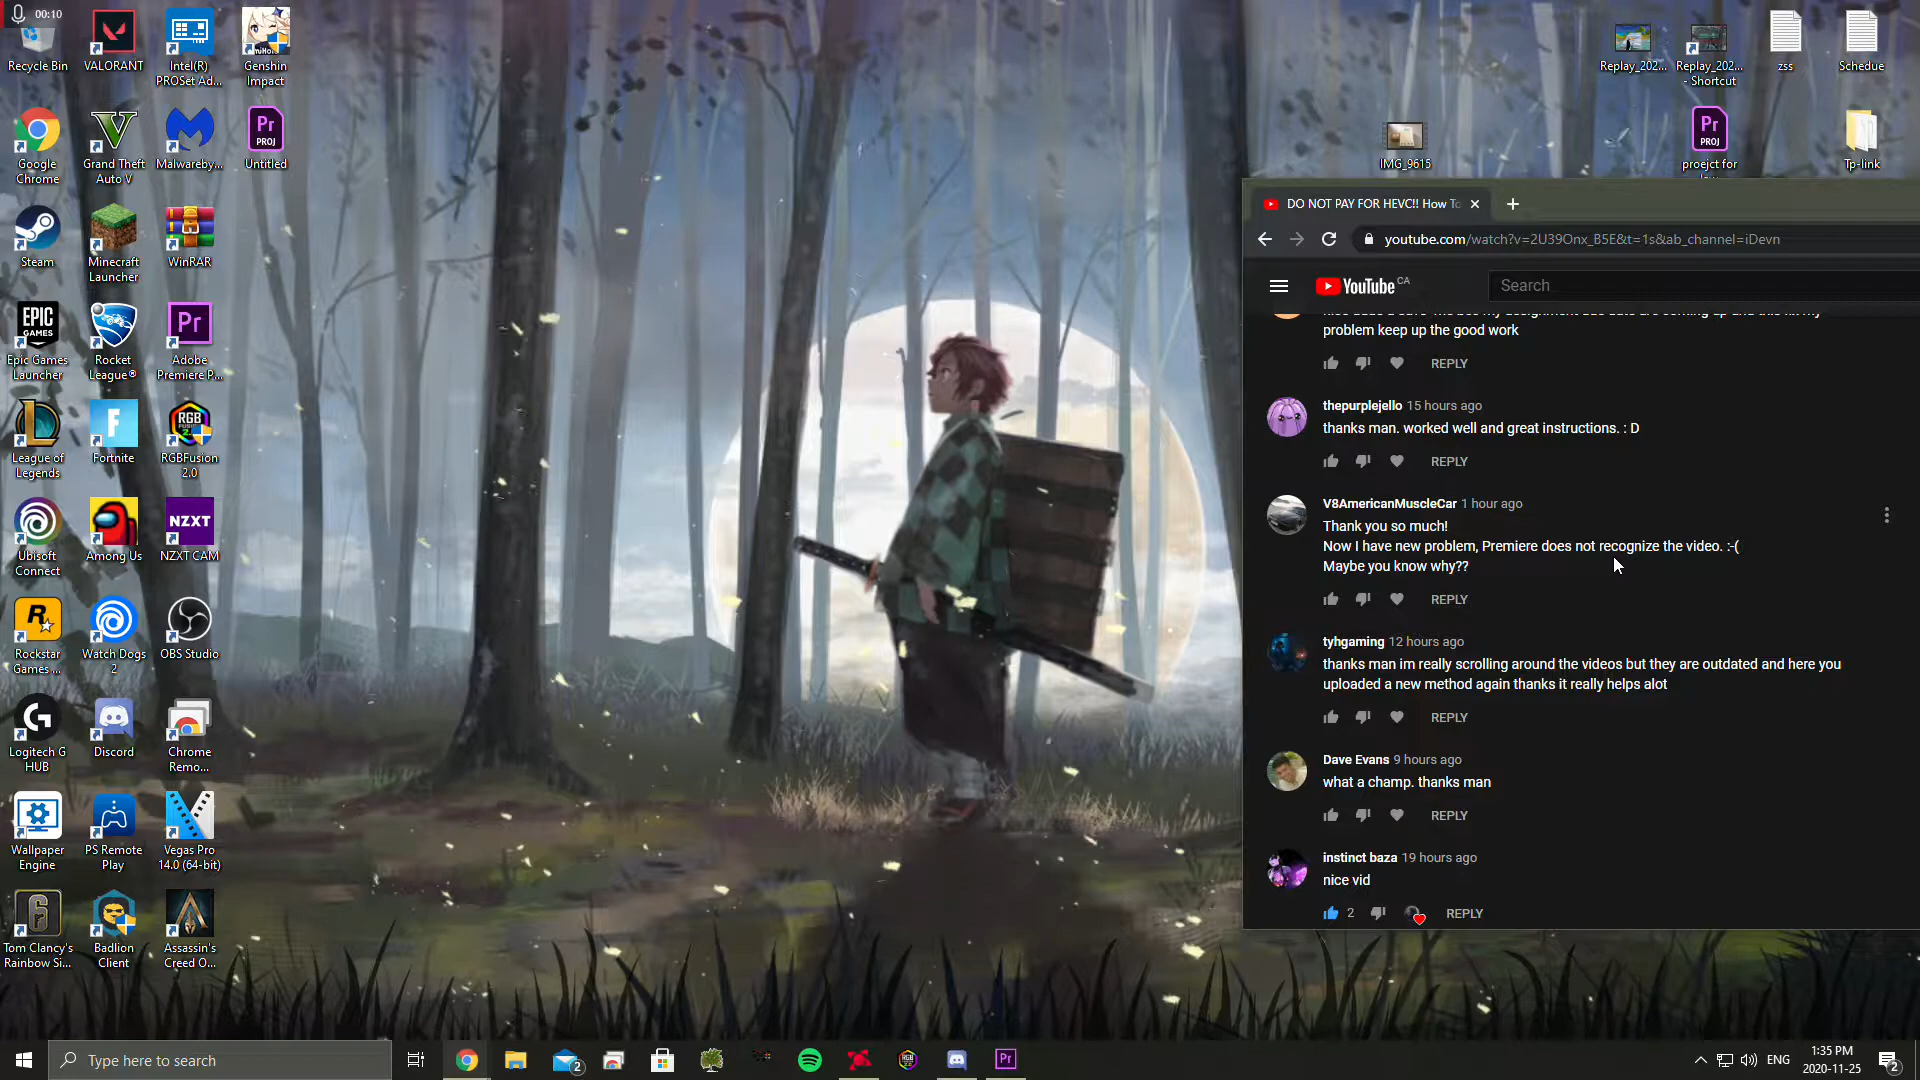 00:10
Recycle Bin
VALORANT
Intel(R)
PROSet Ad...
Genshin
Impact
Google
Chrome
Grand Theft
Auto V
Malwareby...
Pr
PROJ
Untitled
Steam
Minecraft
Launcher
WinRAR
EPIC
GAMES
Epic Games
Launcher
Rocket
League®
Pr
Adobe
Premiere P...
League of
Legends
Fortnite
RGB
RGBFusion
2.0
Ubisoft
Connect
Among Us
NZXT
NZXT CAM
Rockstar
Games ...
Watch Dogs
2
OBS Studio
Logitech G
HUB
Discord
Chrome
Remo...
Wallpaper
Engine
PS Remote
Play
Vegas Pro
14.0 (64-bit)
Tom Clancy's
Rainbow Si...
Badlion
Client
Assassin's
Creed O...
Replay_202...
Replay_202...
- Shortcut
zss
Schedue
IMG_9615
Pr
PROJ
proejct for
Tp-link
DO NOT PAY FOR HEVC!! How To
youtube.com/watch?v=2U39Onx_B5E&t=1s&ab_channel=iDevn
YouTube CA
Search
problem keep up the good work
REPLY
thepurplejello 15 hours ago
thanks man. worked well and great instructions. : D
REPLY
V8AmericanMuscleCar 1 hour ago
Thank you so much!
Now I have new problem, Premiere does not recognize the video. :-(
Maybe you know why??
REPLY
tyhgaming 12 hours ago
thanks man im really scrolling around the videos but they are outdated and here you
uploaded a new method again thanks it really helps alot
REPLY
Dave Evans 9 hours ago
what a champ. thanks man
REPLY
instinct baza 19 hours ago
nice vid
2 REPLY
Type here to search
2
Pr
ENG
1:35 PM
2020-11-25
2